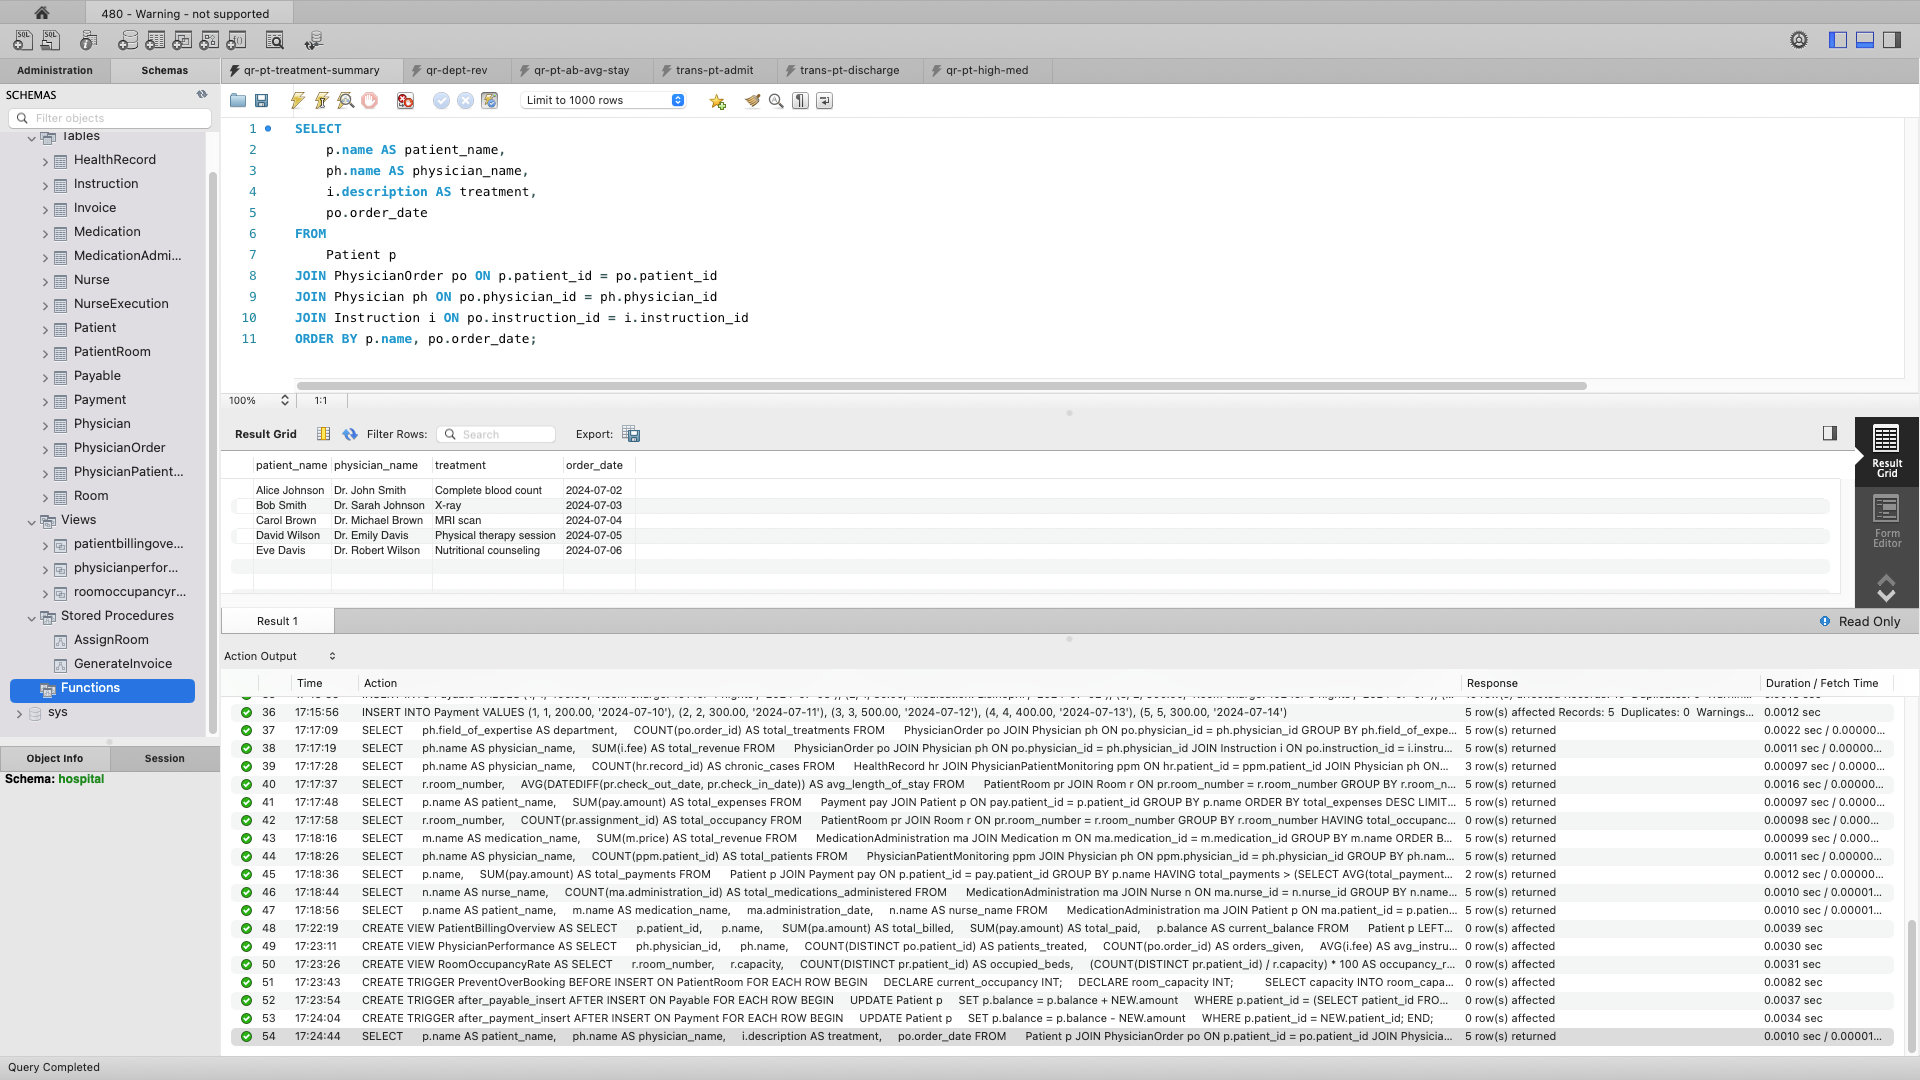 480 - Warning - not supported
Administration
Schemas
qr-pt-treatment-summary
qr-dept-rev
qr-pt-ab-avg-stay
trans-pt-admit
trans-pt-discharge
qr-pt-high-med
SCHEMAS
Filter objects
Tables
HealthRecord
Instruction
Invoice
Medication
MedicationAdmi...
Nurse
NurseExecution
Patient
PatientRoom
Payable
Payment
Physician
PhysicianOrder
PhysicianPatient...
Room
Views
patientbillingove...
physicianperfor...
roomoccupancyr...
Stored Procedures
AssignRoom
GenerateInvoice
Functions
sys
Object Info
Session
Schema: hospital
Limit to 1000 rows
1 SELECT
2 p.name AS patient_name,
3 ph.name AS physician_name,
4 i.description AS treatment,
5 po.order_date
6 FROM
7 Patient p
8 JOIN PhysicianOrder po ON p.patient_id = po.patient_id
9 JOIN Physician ph ON po.physician_id = ph.physician_id
10 JOIN Instruction i ON po.instruction_id = i.instruction_id
11 ORDER BY p.name, po.order_date;
100% 1:1
Result Grid Filter Rows: Search Export:
patient_name physician_name treatment order_date
Alice Johnson Dr. John Smith Complete blood count 2024-07-02
Bob Smith Dr. Sarah Johnson X-ray 2024-07-03
Carol Brown Dr. Michael Brown MRI scan 2024-07-04
David Wilson Dr. Emily Davis Physical therapy session 2024-07-05
Eve Davis Dr. Robert Wilson Nutritional counseling 2024-07-06
Result
Grid
Form
Editor
Result 1
Read Only
Action Output
Time Action Response Duration / Fetch Time
36 17:15:56 INSERT INTO Payment VALUES (1, 1, 200.00, '2024-07-10'), (2, 2, 300.00, '2024-07-11'), (3, 3, 500.00, '2024-07-12'), (4, 4, 400.00, '2024-07-13'), (5, 5, 300.00, '2024-07-14') 5 row(s) affected Records: 5 Duplicates: 0 Warnings... 0.0012 sec
37 17:17:09 SELECT ph.field_of_expertise AS department, COUNT(po.order_id) AS total_treatments FROM PhysicianOrder po JOIN Physician ph ON po.physician_id = ph.physician_id GROUP BY ph.field_of_expe... 5 row(s) returned 0.0022 sec / 0.00000...
38 17:17:19 SELECT ph.name AS physician_name, SUM(i.fee) AS total_revenue FROM PhysicianOrder po JOIN Physician ph ON po.physician_id = ph.physician_id JOIN Instruction i ON po.instruction_id = i.instru... 5 row(s) returned 0.0011 sec / 0.00000...
39 17:17:28 SELECT ph.name AS physician_name, COUNT(hr.record_id) AS chronic_cases FROM HealthRecord hr JOIN PhysicianPatientMonitoring ppm ON hr.patient_id = ppm.patient_id JOIN Physician ph ON... 3 row(s) returned 0.00097 sec / 0.0000...
40 17:17:37 SELECT r.room_number, AVG(DATEDIFF(pr.check_out_date, pr.check_in_date)) AS avg_length_of_stay FROM PatientRoom pr JOIN Room r ON pr.room_number = r.room_number GROUP BY r.room_n... 5 row(s) returned 0.0016 sec / 0.00000...
41 17:17:48 SELECT p.name AS patient_name, SUM(pay.amount) AS total_expenses FROM Payment pay JOIN Patient p ON pay.patient_id = p.patient_id GROUP BY p.name ORDER BY total_expenses DESC LIMIT... 5 row(s) returned 0.00097 sec / 0.0000...
42 17:17:58 SELECT r.room_number, COUNT(pr.assignment_id) AS total_occupancy FROM PatientRoom pr JOIN Room r ON pr.room_number = r.room_number GROUP BY r.room_number HAVING total_occupanc... 0 row(s) returned 0.00098 sec / 0.000...
43 17:18:16 SELECT m.name AS medication_name, SUM(m.price) AS total_revenue FROM MedicationAdministration ma JOIN Medication m ON ma.medication_id = m.medication_id GROUP BY m.name ORDER B... 5 row(s) returned 0.00099 sec / 0.000...
44 17:18:26 SELECT ph.name AS physician_name, COUNT(ppm.patient_id) AS total_patients FROM PhysicianPatientMonitoring ppm JOIN Physician ph ON ppm.physician_id = ph.physician_id GROUP BY ph.nam... 5 row(s) returned 0.0011 sec / 0.00000...
45 17:18:36 SELECT p.name, SUM(pay.amount) AS total_payments FROM Patient p JOIN Payment pay ON p.patient_id = pay.patient_id GROUP BY p.name HAVING total_payments > (SELECT AVG(total_payment... 2 row(s) returned 0.0012 sec / 0.00000...
46 17:18:44 SELECT n.name AS nurse_name, COUNT(ma.administration_id) AS total_medications_administered FROM MedicationAdministration ma JOIN Nurse n ON ma.nurse_id = n.nurse_id GROUP BY n.name... 5 row(s) returned 0.0010 sec / 0.00001...
47 17:18:56 SELECT p.name AS patient_name, m.name AS medication_name, ma.administration_date, n.name AS nurse_name FROM MedicationAdministration ma JOIN Patient p ON ma.patient_id = p.patien... 5 row(s) returned 0.0010 sec / 0.00001...
48 17:22:19 CREATE VIEW PatientBillingOverview AS SELECT p.patient_id, p.name, SUM(pa.amount) AS total_billed, SUM(pay.amount) AS total_paid, p.balance AS current_balance FROM Patient p LEFT... 0 row(s) affected 0.0039 sec
49 17:23:11 CREATE VIEW PhysicianPerformance AS SELECT ph.physician_id, ph.name, COUNT(DISTINCT po.patient_id) AS patients_treated, COUNT(po.order_id) AS orders_given, AVG(i.fee) AS avg_instru... 0 row(s) affected 0.0030 sec
50 17:23:26 CREATE VIEW RoomOccupancyRate AS SELECT r.room_number, r.capacity, COUNT(DISTINCT pr.patient_id) AS occupied_beds, (COUNT(DISTINCT pr.patient_id) / r.capacity) * 100 AS occupancy_r... 0 row(s) affected 0.0031 sec
51 17:23:43 CREATE TRIGGER PreventOverBooking BEFORE INSERT ON PatientRoom FOR EACH ROW BEGIN DECLARE current_occupancy INT; DECLARE room_capacity INT; SELECT capacity INTO room_capa... 0 row(s) affected 0.0082 sec
52 17:23:54 CREATE TRIGGER after_payable_insert AFTER INSERT ON Payable FOR EACH ROW BEGIN UPDATE Patient p SET p.balance = p.balance + NEW.amount WHERE p.patient_id = (SELECT patient_id FRO... 0 row(s) affected 0.0037 sec
53 17:24:04 CREATE TRIGGER after_payment_insert AFTER INSERT ON Payment FOR EACH ROW BEGIN UPDATE Patient p SET p.balance = p.balance - NEW.amount WHERE p.patient_id = NEW.patient_id; END; 0 row(s) affected 0.0034 sec
54 17:24:44 SELECT p.name AS patient_name, ph.name AS physician_name, i.description AS treatment, po.order_date FROM Patient p JOIN PhysicianOrder po ON p.patient_id = po.patient_id JOIN Physicia... 5 row(s) returned 0.0010 sec / 0.00001...
Query Completed